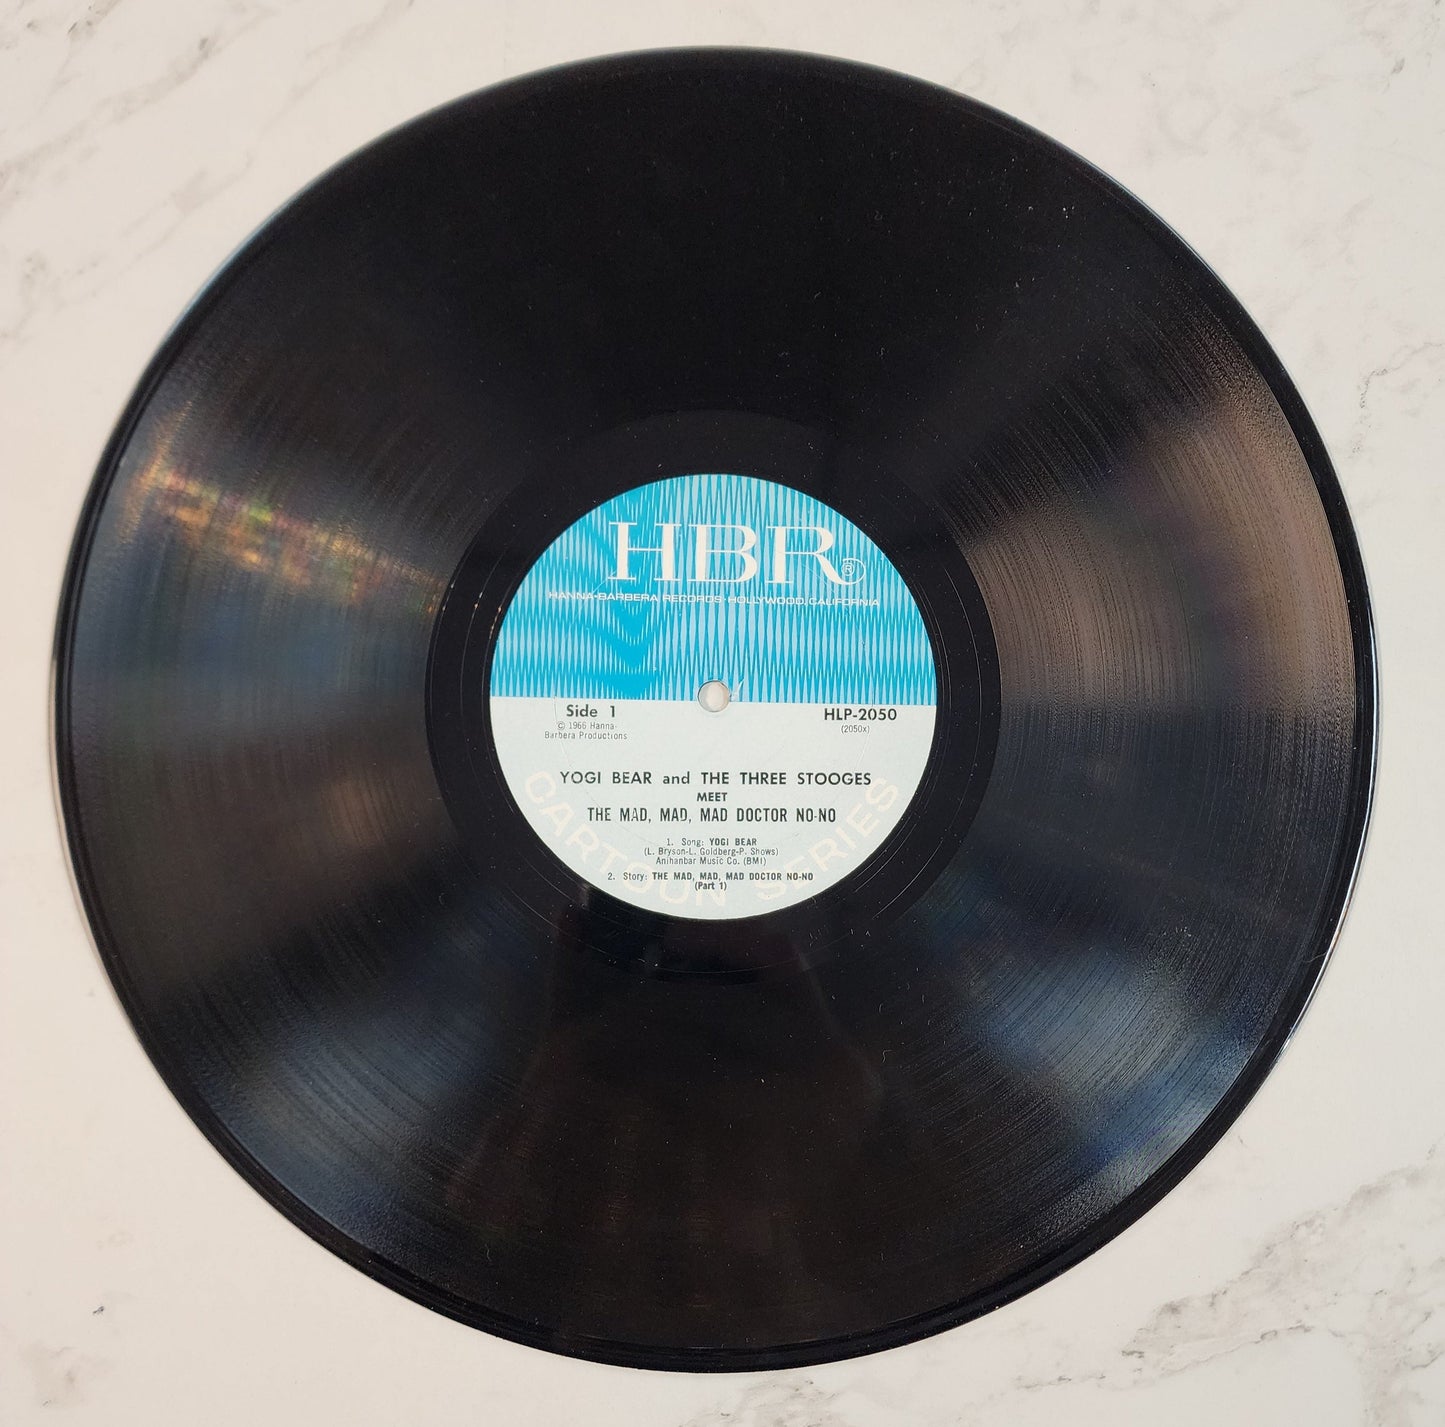 HBR®
HANNA-BARBERA RECORDS·HOLLYWOOD, CALIFORNIA
Side 1
© 1966 Hanna-
Barbera Productions
HLP-2050
(2050x)
YOGI BEAR and THE THREE STOOGES
MEET
THE MAD, MAD, MAD DOCTOR NO-NO
1. Song: YOGI BEAR
(L. Bryson-L. Goldberg-P. Shows)
Anihanbar Music Co. (BMI)
2. Story: THE MAD, MAD, MAD DOCTOR NO-NO
(Part 1)
CARTOON SERIES